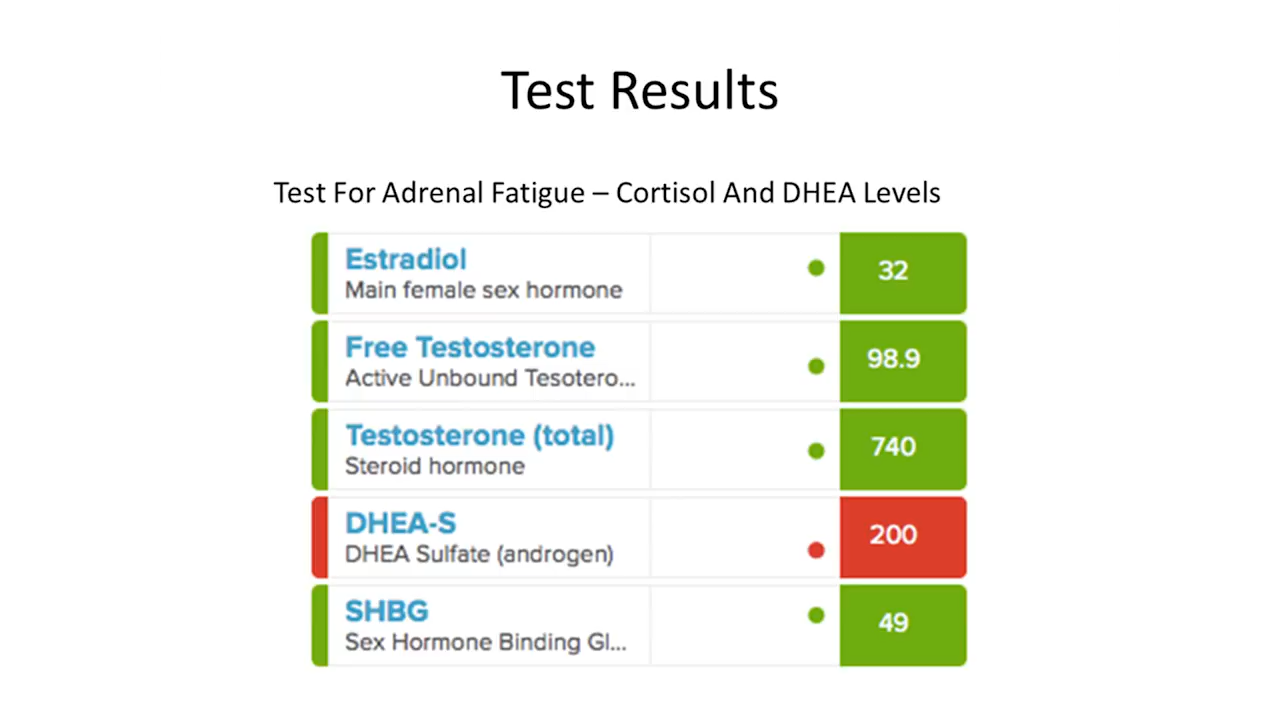 Test Results
Test For Adrenal Fatigue – Cortisol And DHEA Levels
Estradiol
Main female sex hormone
32
Free Testosterone
Active Unbound Tesotero...
98.9
Testosterone (total)
Steroid hormone
740
DHEA-S
DHEA Sulfate (androgen)
200
SHBG
Sex Hormone Binding Gl...
49